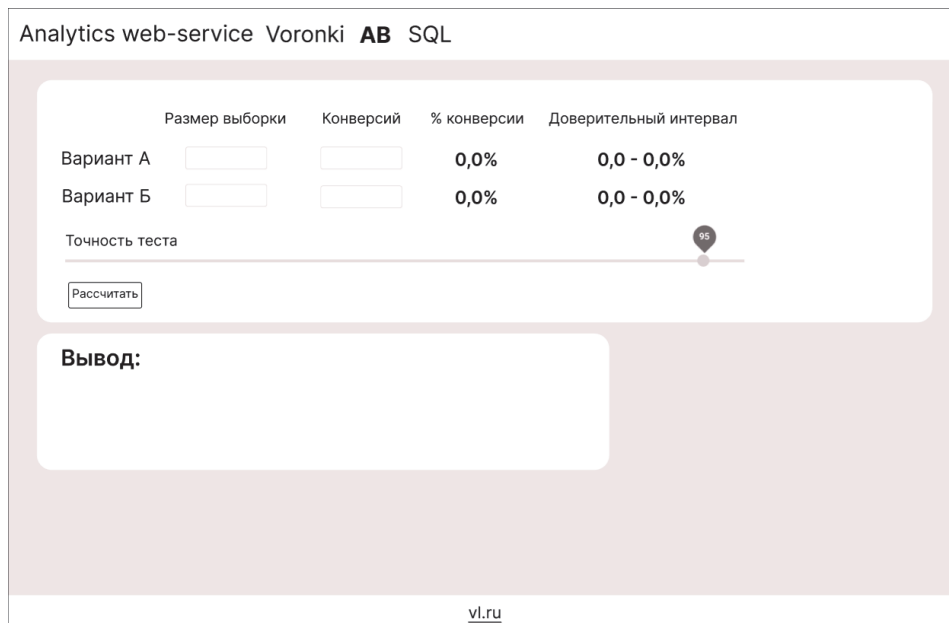 Analytics web-service Voronki AB SQL
Размер выборки Конверсий % конверсии Доверительный интервал
Вариант А 0,0% 0,0 - 0,0%
Вариант Б 0,0% 0,0 - 0,0%
Точность теста 95
Рассчитать
Вывод:
vl.ru